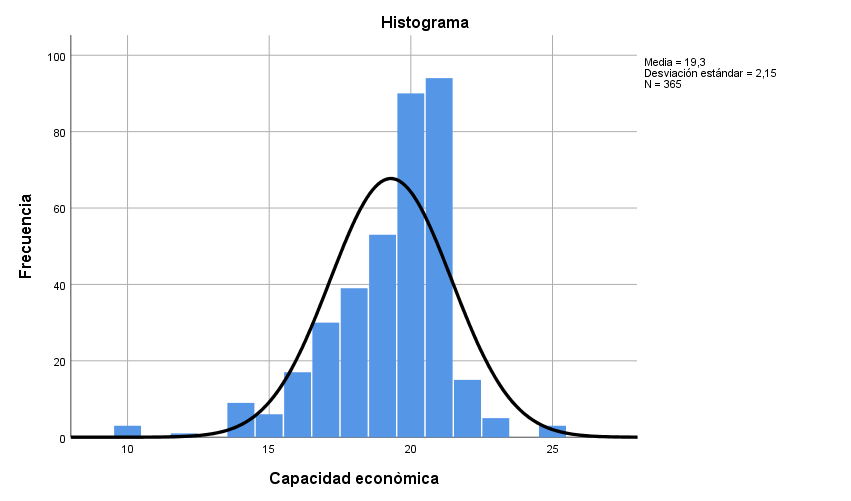 Histograma
Media = 19,3
Desviación estándar = 2,15
N = 365
Frecuencia
100
80
60
40
20
0
10
15
20
25
Capacidad econòmica